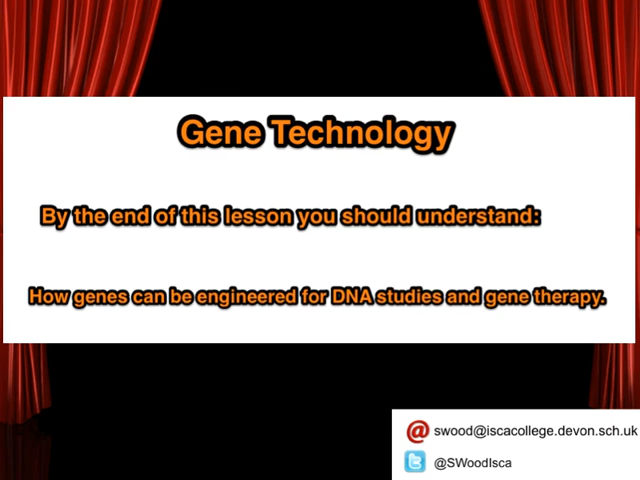 Gene Technology
By the end of this lesson you should understand:
How genes can be engineered for DNA studies and gene therapy.
@ swood@iscacollege.devon.sch.uk
@SWoodIsca